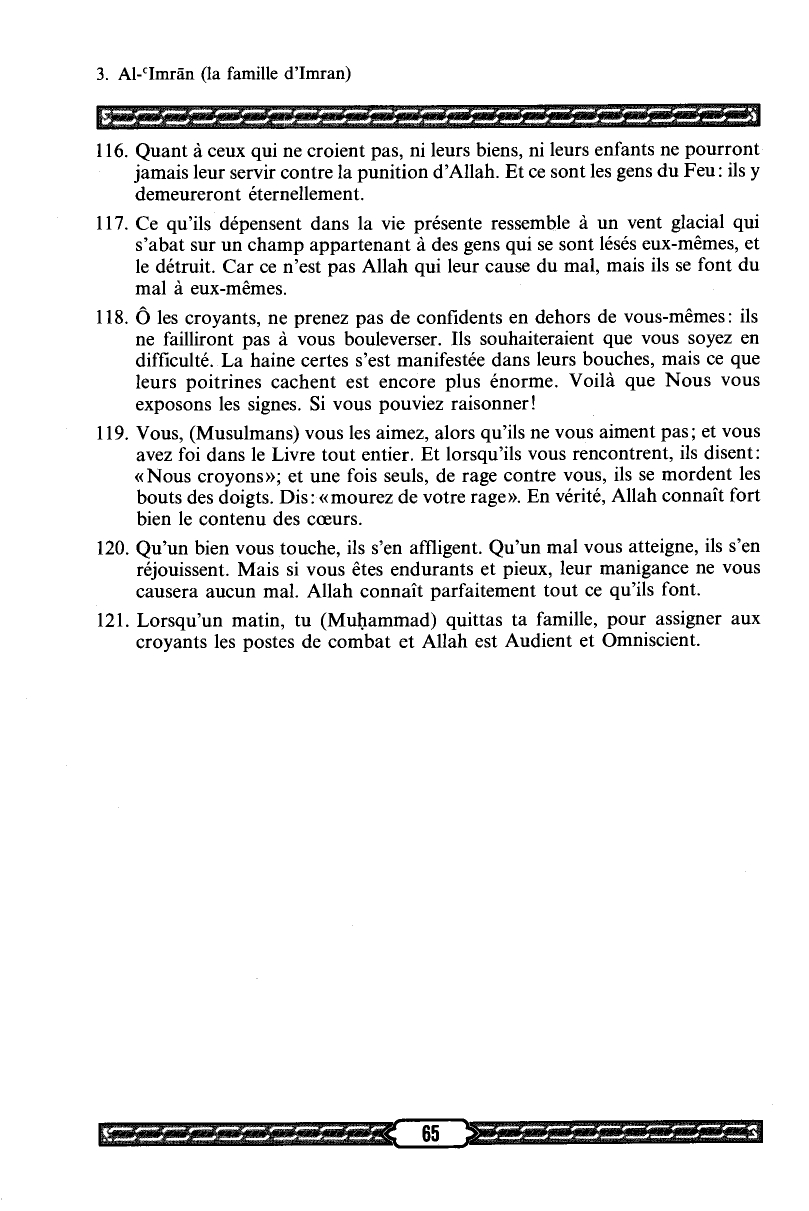 3. Al-ʿImrān (la famille d'Imran)
116. Quant à ceux qui ne croient pas, ni leurs biens, ni leurs enfants ne pourront
jamais leur servir contre la punition d'Allah. Et ce sont les gens du Feu : ils y
demeureront éternellement.
117. Ce qu'ils dépensent dans la vie présente ressemble à un vent glacial qui
s'abat sur un champ appartenant à des gens qui se sont lésés eux-mêmes, et
le détruit. Car ce n'est pas Allah qui leur cause du mal, mais ils se font du
mal à eux-mêmes.
118. Ô les croyants, ne prenez pas de confidents en dehors de vous-mêmes : ils
ne failliront pas à vous bouleverser. Ils souhaiteraient que vous soyez en
difficulté. La haine certes s'est manifestée dans leurs bouches, mais ce que
leurs poitrines cachent est encore plus énorme. Voilà que Nous vous
exposons les signes. Si vous pouviez raisonner !
119. Vous, (Musulmans) vous les aimez, alors qu'ils ne vous aiment pas ; et vous
avez foi dans le Livre tout entier. Et lorsqu'ils vous rencontrent, ils disent :
«Nous croyons»; et une fois seuls, de rage contre vous, ils se mordent les
bouts des doigts. Dis : «mourez de votre rage». En vérité, Allah connaît fort
bien le contenu des cœurs.
120. Qu'un bien vous touche, ils s'en affligent. Qu'un mal vous atteigne, ils s'en
réjouissent. Mais si vous êtes endurants et pieux, leur manigance ne vous
causera aucun mal. Allah connaît parfaitement tout ce qu'ils font.
121. Lorsqu'un matin, tu (Muḥammad) quittas ta famille, pour assigner aux
croyants les postes de combat et Allah est Audient et Omniscient.
65